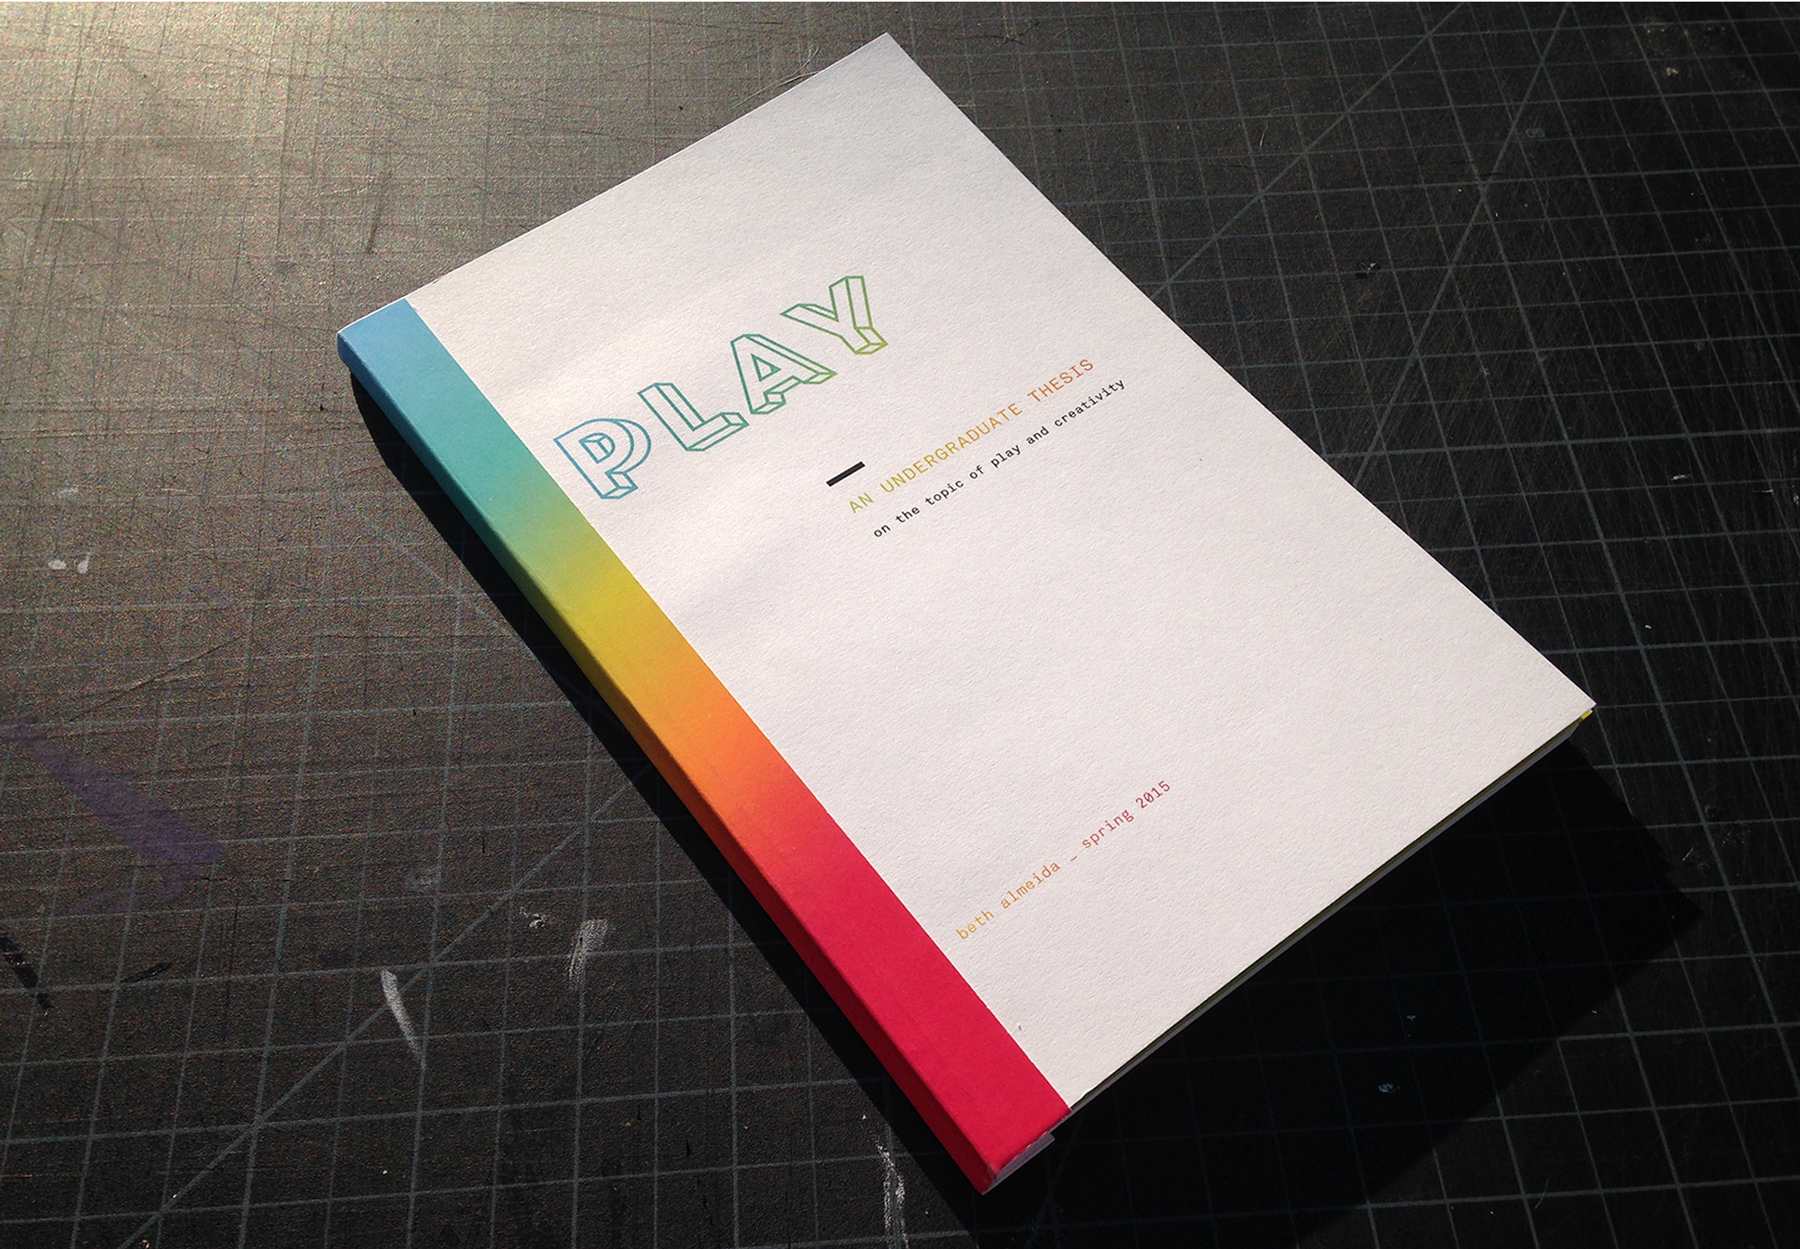 PLAY
AN UNDERGRADUATE THESIS
on the topic of play and creativity
beth almeida – spring 2015